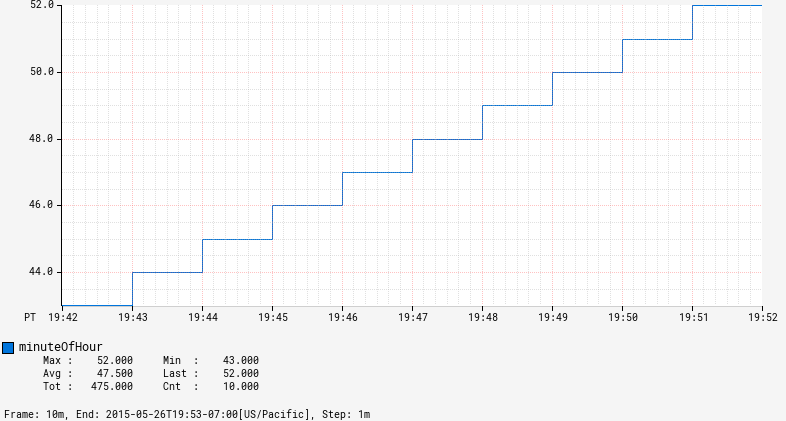 52.0
50.0
48.0
46.0
44.0
PT 19:42 19:43 19:44 19:45 19:46 19:47 19:48 19:49 19:50 19:51 19:52
minuteOfHour
Max : 52.000 Min : 43.000
Avg : 47.500 Last : 52.000
Tot : 475.000 Cnt : 10.000
Frame: 10m, End: 2015-05-26T19:53-07:00[US/Pacific], Step: 1m